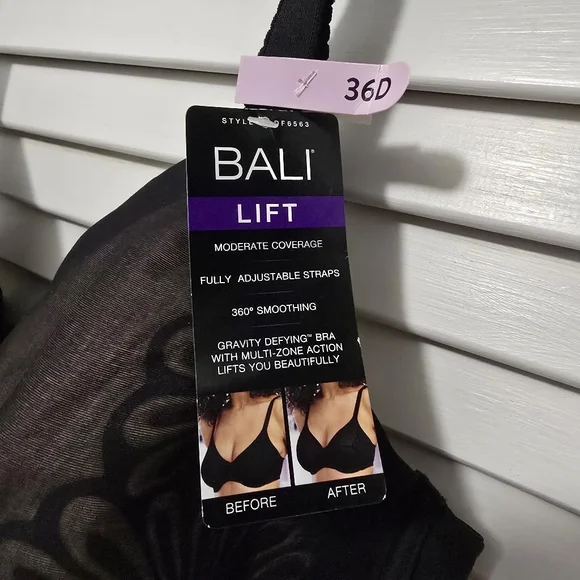 36D
STYLE DF6563
BALI®
LIFT
MODERATE COVERAGE
FULLY ADJUSTABLE STRAPS
360° SMOOTHING
GRAVITY DEFYING™ BRA
WITH MULTI-ZONE ACTION
LIFTS YOU BEAUTIFULLY
BEFORE
AFTER